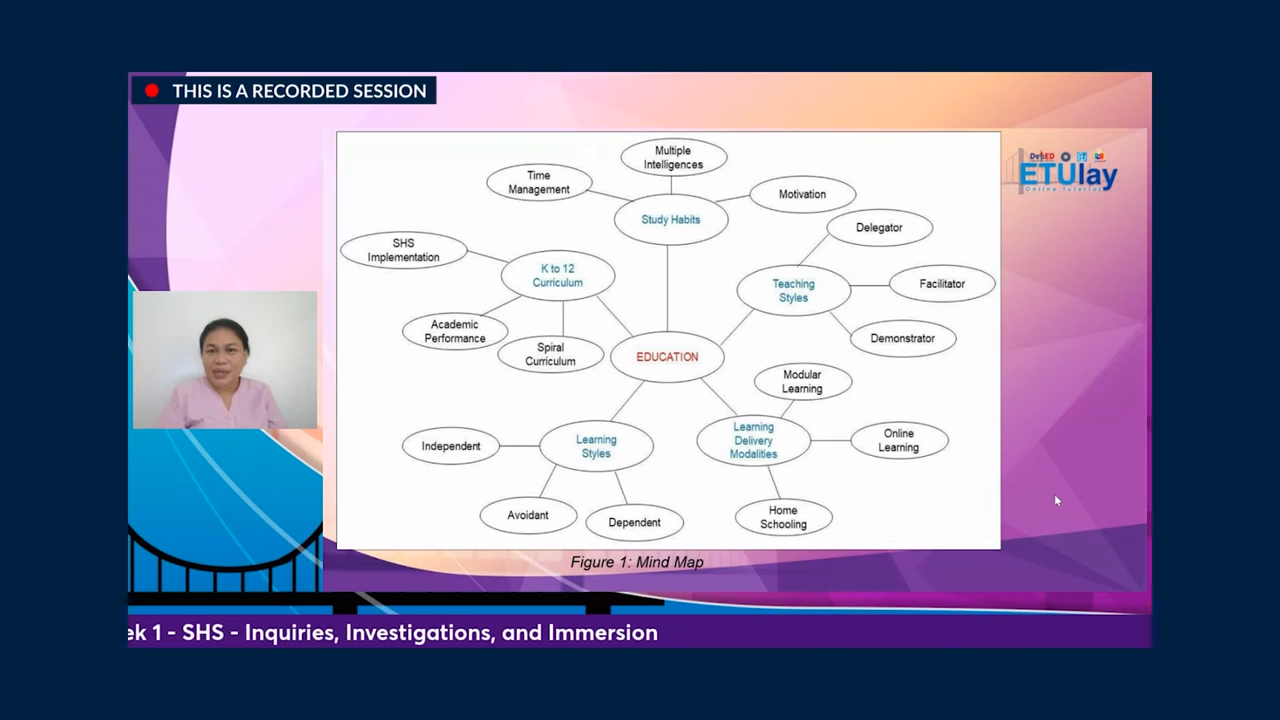 THIS IS A RECORDED SESSION
DepED
ETUlay
Online Tutorial
Multiple
Intelligences
Time
Management
Motivation
Study Habits
Delegator
SHS
Implementation
K to 12
Curriculum
Teaching
Styles
Facilitator
Academic
Performance
Spiral
Curriculum
EDUCATION
Demonstrator
Modular
Learning
Independent
Learning
Styles
Learning
Delivery
Modalities
Online
Learning
Avoidant
Dependent
Home
Schooling
Figure 1: Mind Map
ek 1 - SHS - Inquiries, Investigations, and Immersion